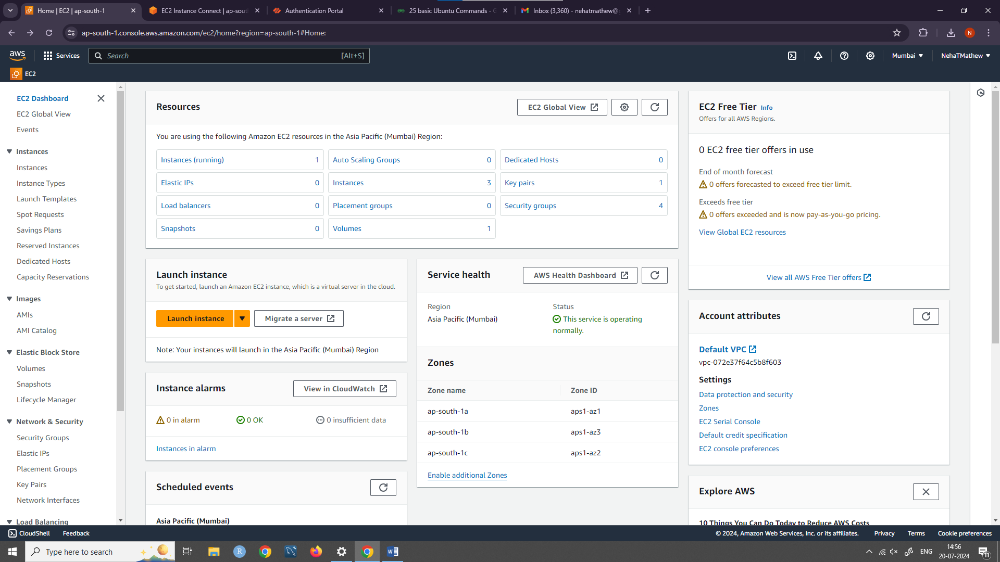 Home | EC2 | ap-south-1
EC2 Instance Connect | ap-sout
Authentication Portal
25 basic Ubuntu Commands - G
Inbox (3,360) - nehatmathew@g
ap-south-1.console.aws.amazon.com/ec2/home?region=ap-south-1#Home:
N
aws
Services
Search
[Alt+S]
Mumbai
NehaTMathew
EC2
EC2 Dashboard
EC2 Global View
Events
Instances
Instances
Instance Types
Launch Templates
Spot Requests
Savings Plans
Reserved Instances
Dedicated Hosts
Capacity Reservations
Images
AMIs
AMI Catalog
Elastic Block Store
Volumes
Snapshots
Lifecycle Manager
Network & Security
Security Groups
Elastic IPs
Placement Groups
Key Pairs
Network Interfaces
Load Balancing
Resources
EC2 Global View
You are using the following Amazon EC2 resources in the Asia Pacific (Mumbai) Region:
Instances (running) 1
Auto Scaling Groups 0
Dedicated Hosts 0
Elastic IPs 0
Instances 3
Key pairs 1
Load balancers 0
Placement groups 0
Security groups 4
Snapshots 0
Volumes 1
Launch instance
To get started, launch an Amazon EC2 instance, which is a virtual server in the cloud.
Launch instance
Migrate a server
Note: Your instances will launch in the Asia Pacific (Mumbai) Region
Instance alarms
View in CloudWatch
0 in alarm
0 OK
0 insufficient data
Instances in alarm
Scheduled events
Asia Pacific (Mumbai)
Service health
AWS Health Dashboard
Region
Status
Asia Pacific (Mumbai)
This service is operating
normally.
Zones
Zone name
Zone ID
ap-south-1a
aps1-az1
ap-south-1b
aps1-az3
ap-south-1c
aps1-az2
Enable additional Zones
EC2 Free Tier Info
Offers for all AWS Regions.
0 EC2 free tier offers in use
End of month forecast
0 offers forecasted to exceed free tier limit.
Exceeds free tier
0 offers exceeded and is now pay-as-you-go pricing.
View Global EC2 resources
View all AWS Free Tier offers
Account attributes
Default VPC
vpc-072e37f64c5b8f603
Settings
Data protection and security
Zones
EC2 Serial Console
Default credit specification
EC2 console preferences
Explore AWS
10 Things You Can Do Today to Reduce AWS Costs
CloudShell
Feedback
© 2024, Amazon Web Services, Inc. or its affiliates.
Privacy
Terms
Cookie preferences
Type here to search
R
ENG
14:56
20-07-2024
11